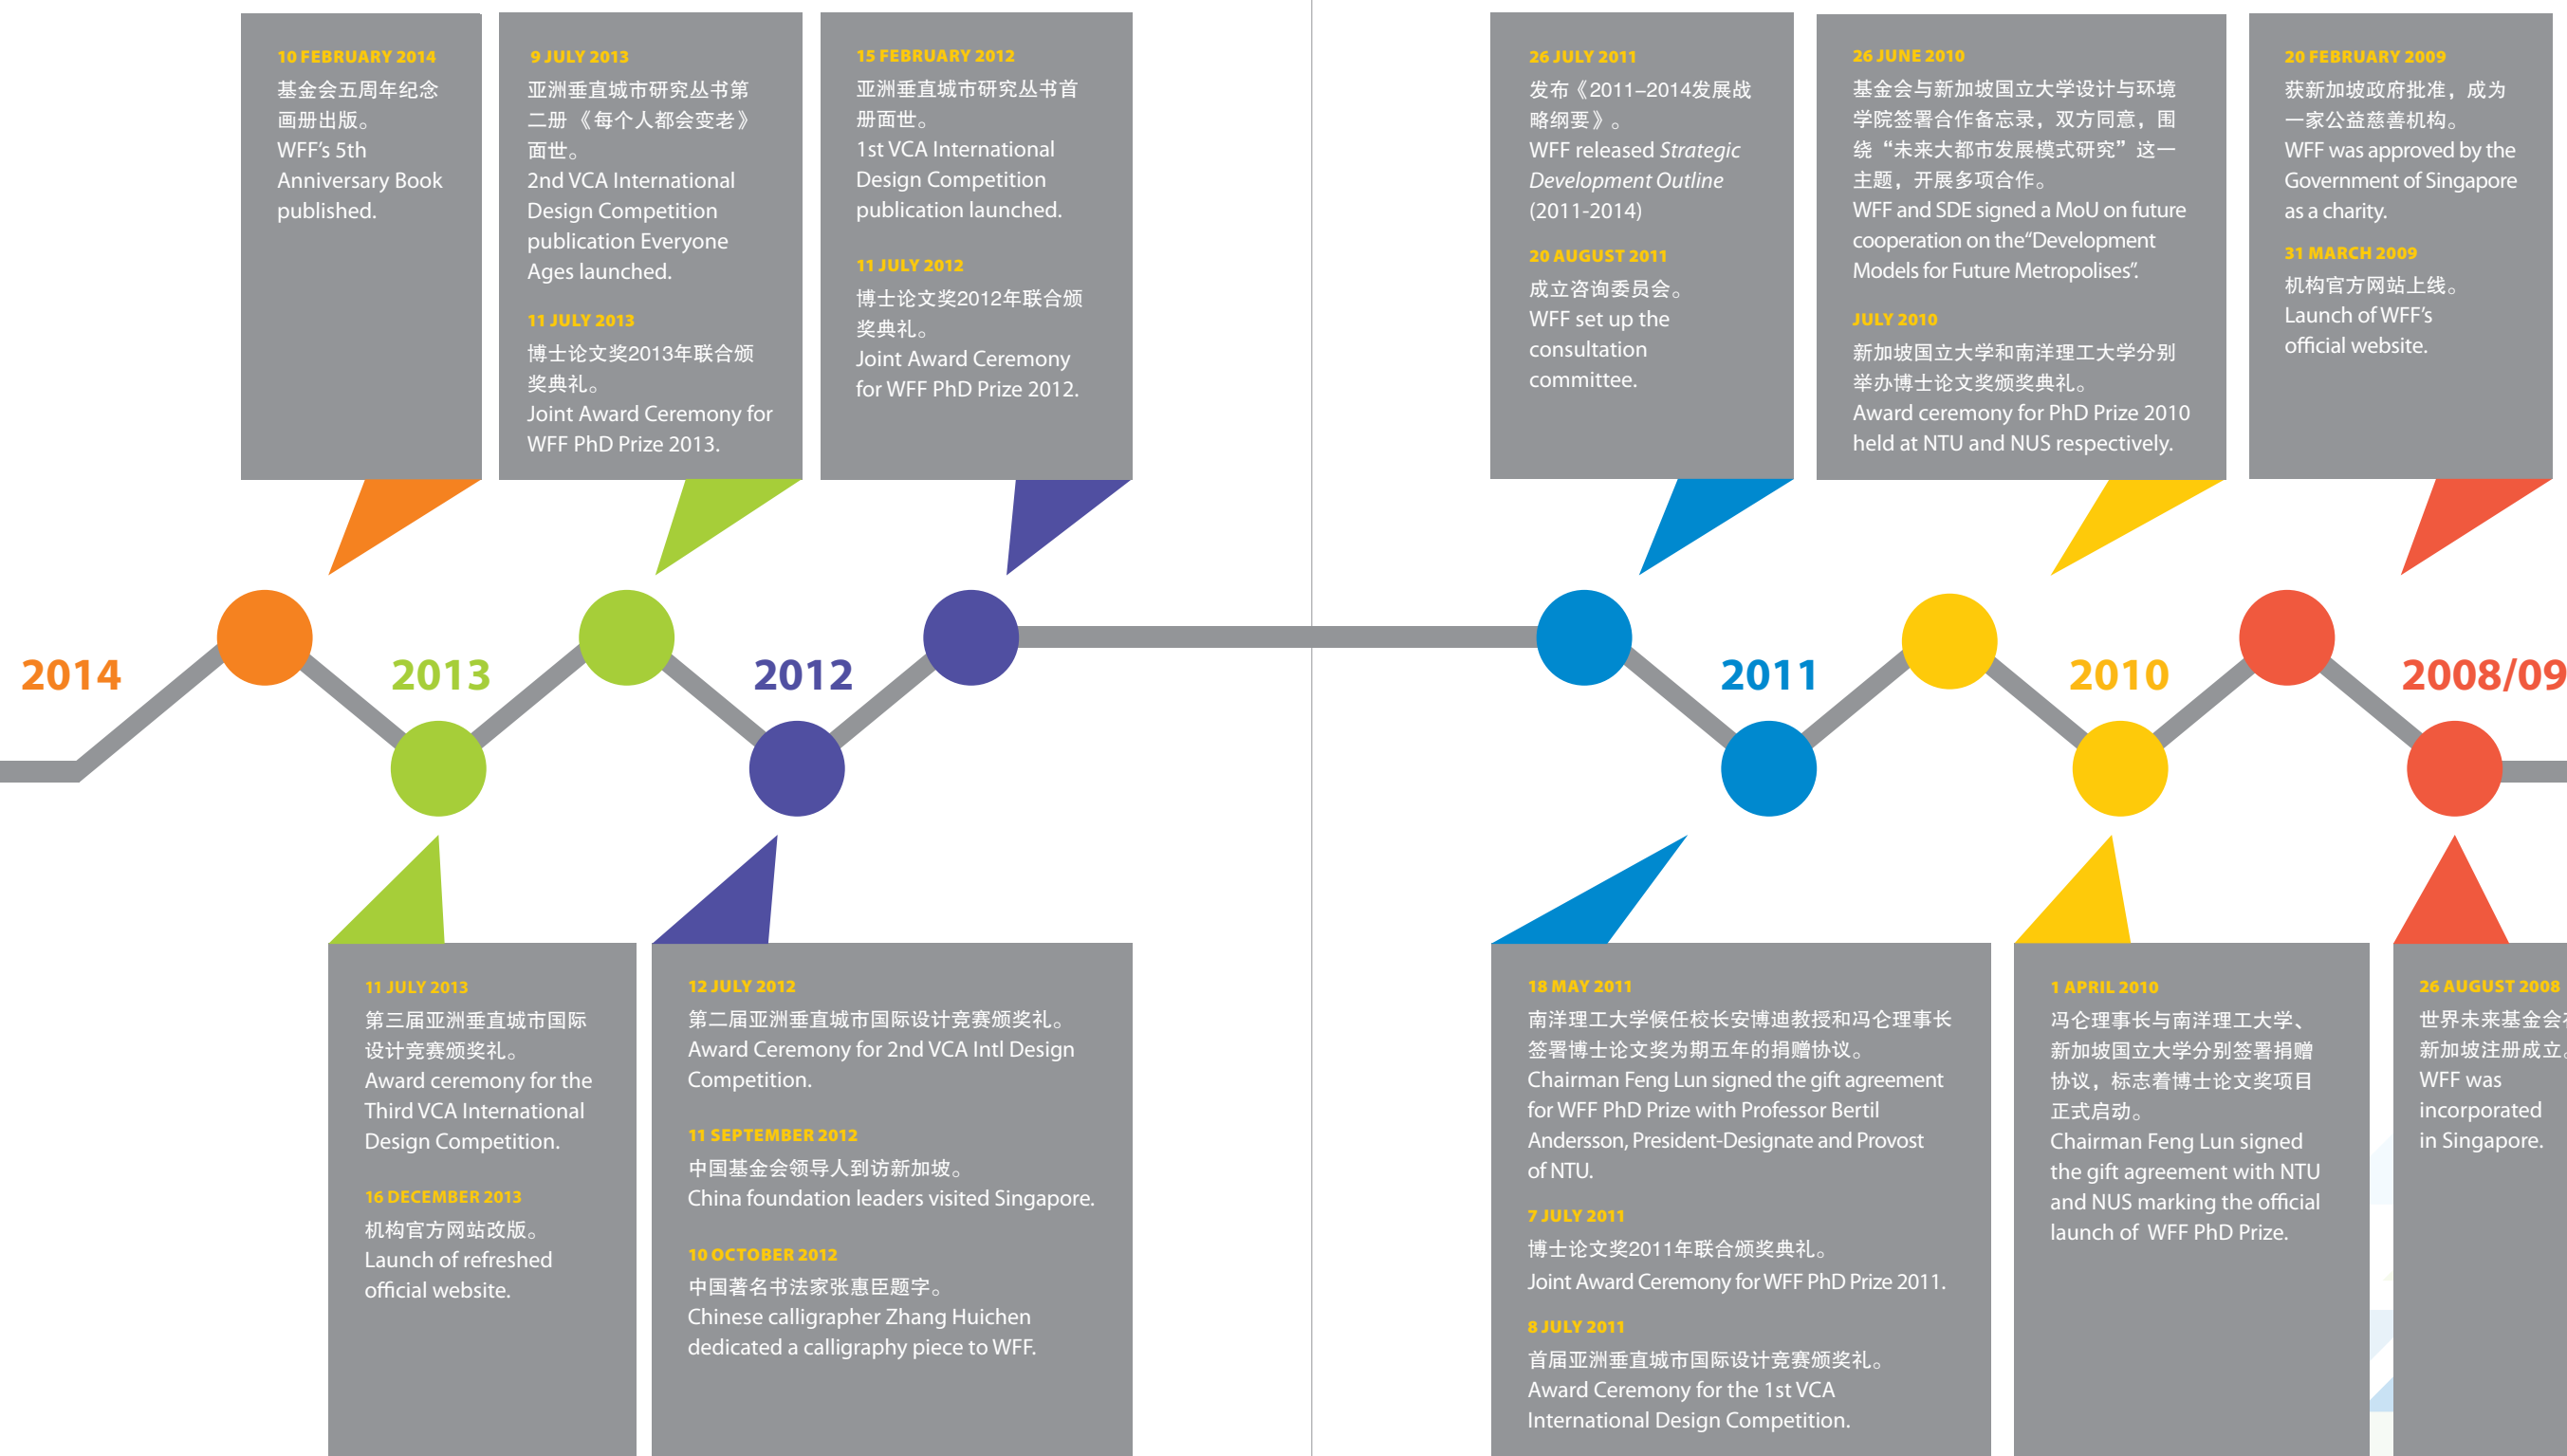 10 FEBRUARY 2014
基金会五周年纪念
画册出版。
WFF's 5th
Anniversary Book
published.
9 JULY 2013
亚洲垂直城市研究丛书第
二册《每个人都会变老》
面世。
2nd VCA International
Design Competition
publication Everyone
Ages launched.
11 JULY 2013
博士论文奖2013年联合颁
奖典礼。
Joint Award Ceremony for
WFF PhD Prize 2013.
15 FEBRUARY 2012
亚洲垂直城市研究丛书首
册面世。
1st VCA International
Design Competition
publication launched.
11 JULY 2012
博士论文奖2012年联合颁
奖典礼。
Joint Award Ceremony
for WFF PhD Prize 2012.
26 JULY 2011
发布《2011–2014发展战
略纲要》。
WFF released Strategic
Development Outline
(2011-2014)
20 AUGUST 2011
成立咨询委员会。
WFF set up the
consultation
committee.
26 JUNE 2010
基金会与新加坡国立大学设计与环境
学院签署合作备忘录，双方同意，围
绕“未来大都市发展模式研究”这一
主题，开展多项合作。
WFF and SDE signed a MoU on future
cooperation on the“Development
Models for Future Metropolises”.
JULY 2010
新加坡国立大学和南洋理工大学分别
举办博士论文奖颁奖典礼。
Award ceremony for PhD Prize 2010
held at NTU and NUS respectively.
20 FEBRUARY 2009
获新加坡政府批准，成为
一家公益慈善机构。
WFF was approved by the
Government of Singapore
as a charity.
31 MARCH 2009
机构官方网站上线。
Launch of WFF's
official website.
2014
2013
2012
2011
2010
2008/09
11 JULY 2013
第三届亚洲垂直城市国际
设计竞赛颁奖礼。
Award ceremony for the
Third VCA International
Design Competition.
16 DECEMBER 2013
机构官方网站改版。
Launch of refreshed
official website.
12 JULY 2012
第二届亚洲垂直城市国际设计竞赛颁奖礼。
Award Ceremony for 2nd VCA Intl Design
Competition.
11 SEPTEMBER 2012
中国基金会领导人到访新加坡。
China foundation leaders visited Singapore.
10 OCTOBER 2012
中国著名书法家张惠臣题字。
Chinese calligrapher Zhang Huichen
dedicated a calligraphy piece to WFF.
18 MAY 2011
南洋理工大学候任校长安博迪教授和冯仑理事长
签署博士论文奖为期五年的捐赠协议。
Chairman Feng Lun signed the gift agreement
for WFF PhD Prize with Professor Bertil
Andersson, President-Designate and Provost
of NTU.
7 JULY 2011
博士论文奖2011年联合颁奖典礼。
Joint Award Ceremony for WFF PhD Prize 2011.
8 JULY 2011
首届亚洲垂直城市国际设计竞赛颁奖礼。
Award Ceremony for the 1st VCA
International Design Competition.
1 APRIL 2010
冯仑理事长与南洋理工大学、
新加坡国立大学分别签署捐赠
协议，标志着博士论文奖项目
正式启动。
Chairman Feng Lun signed
the gift agreement with NTU
and NUS marking the official
launch of WFF PhD Prize.
26 AUGUST 2008
世界未来基金会
新加坡注册成立。
WFF was
incorporated
in Singapore.